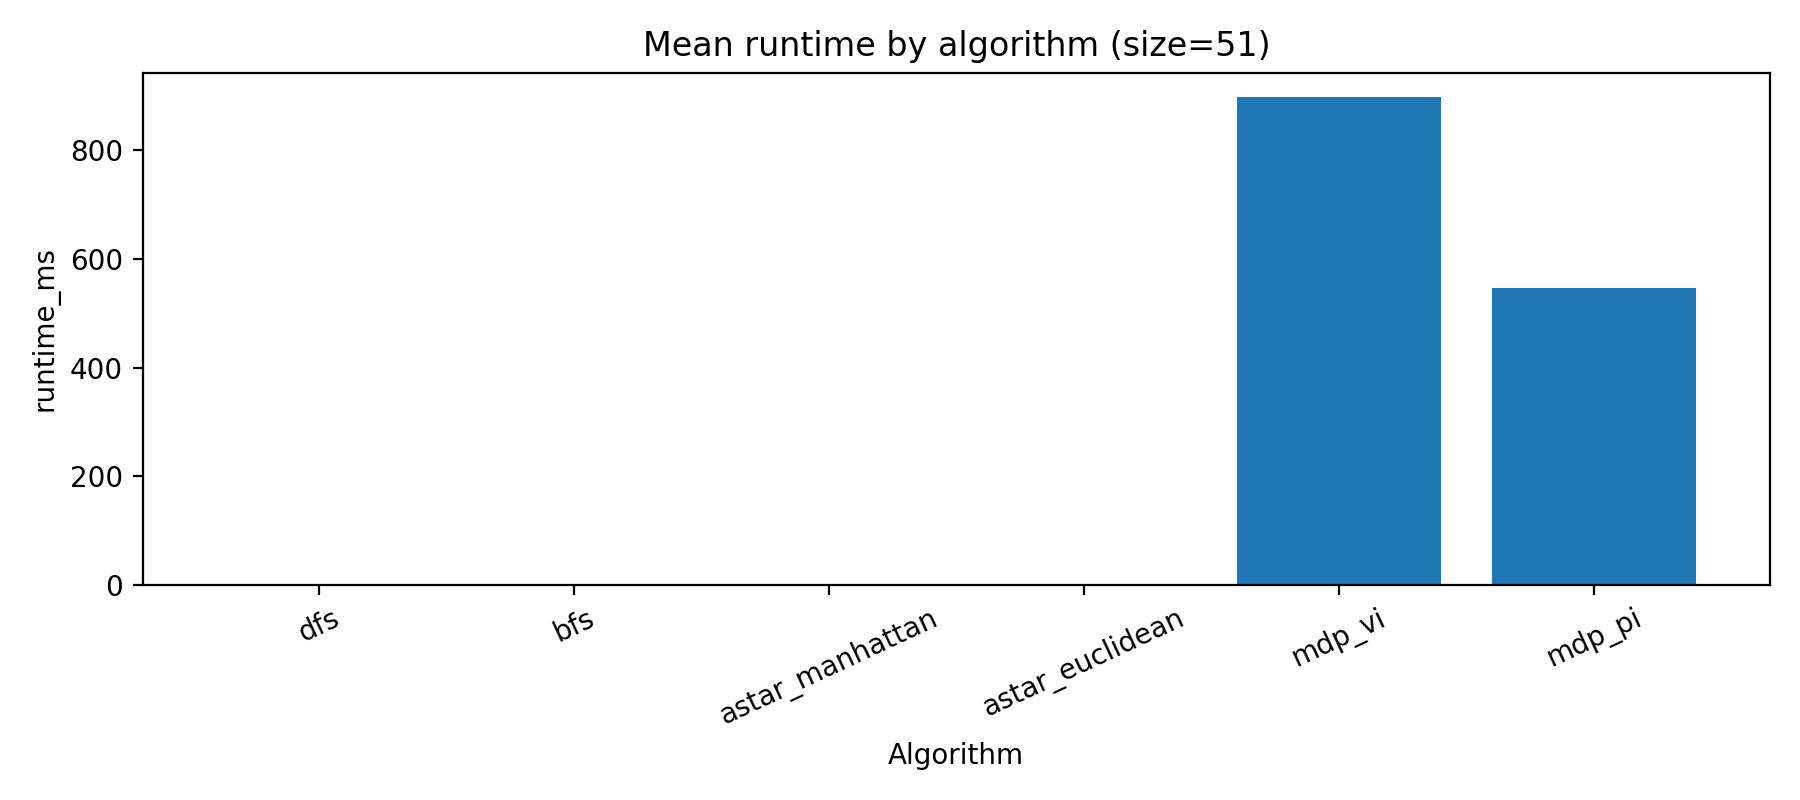 Mean runtime by algorithm (size=51)
runtime_ms
800
600
400
200
0
dfs
bfs
astar_manhattan
astar_euclidean
mdp_vi
mdp_pi
Algorithm